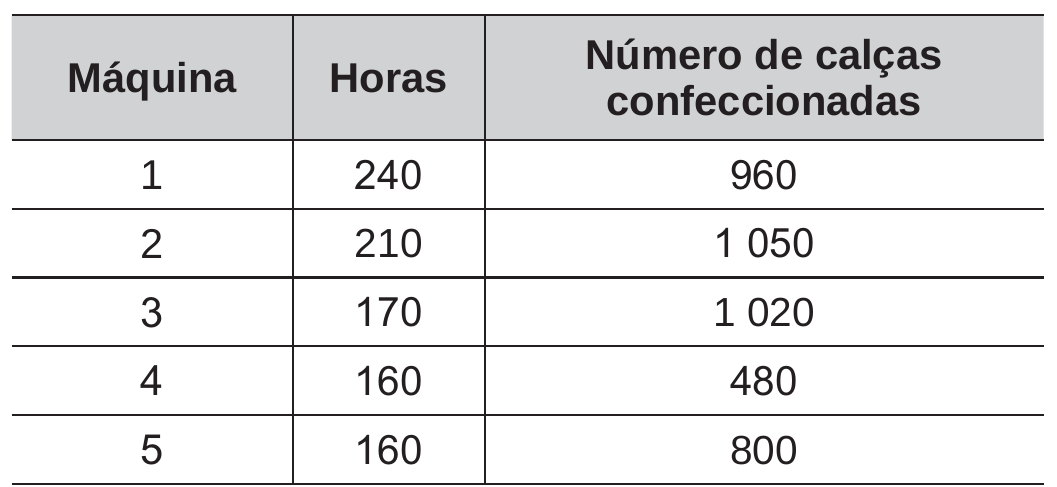 Máquina Horas Número de calças
confeccionadas
1 240 960
2 210 1 050
3 170 1 020
4 160 480
5 160 800